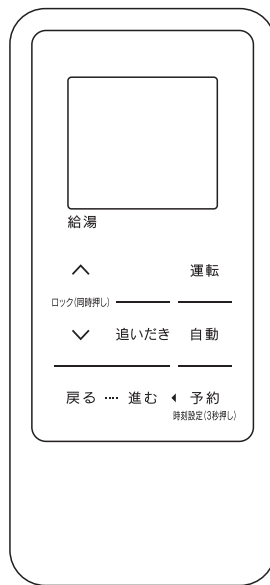 給湯
運転
ロック(同時押し)
追いだき 自動
戻る 進む 予約
時刻設定(3秒押し)